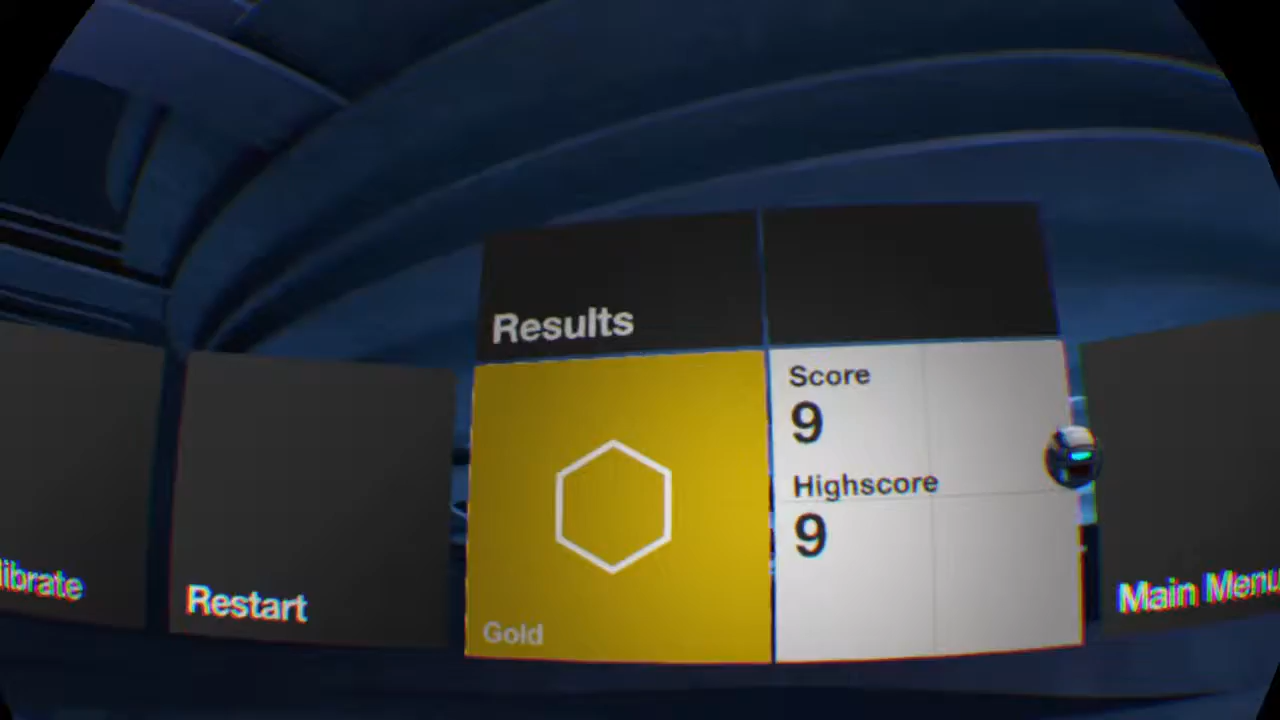 Results
Score
9
Highscore
9
Gold
Restart
librate
Main Menu